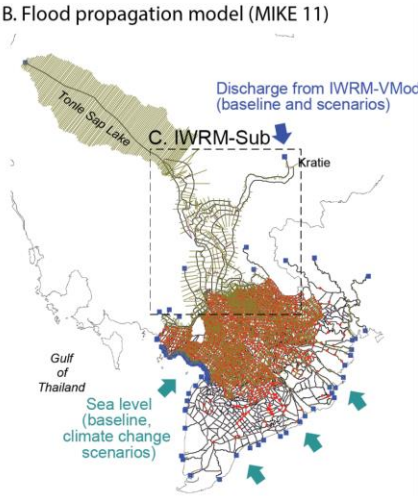 B. Flood propagation model (MIKE 11)
Discharge from IWRM-VMod
(baseline and scenarios)
Tonle Sap Lake
C. IWRM-Sub
Kratie
Gulf
of
Thailand
Sea level
(baseline,
climate change
scenarios)